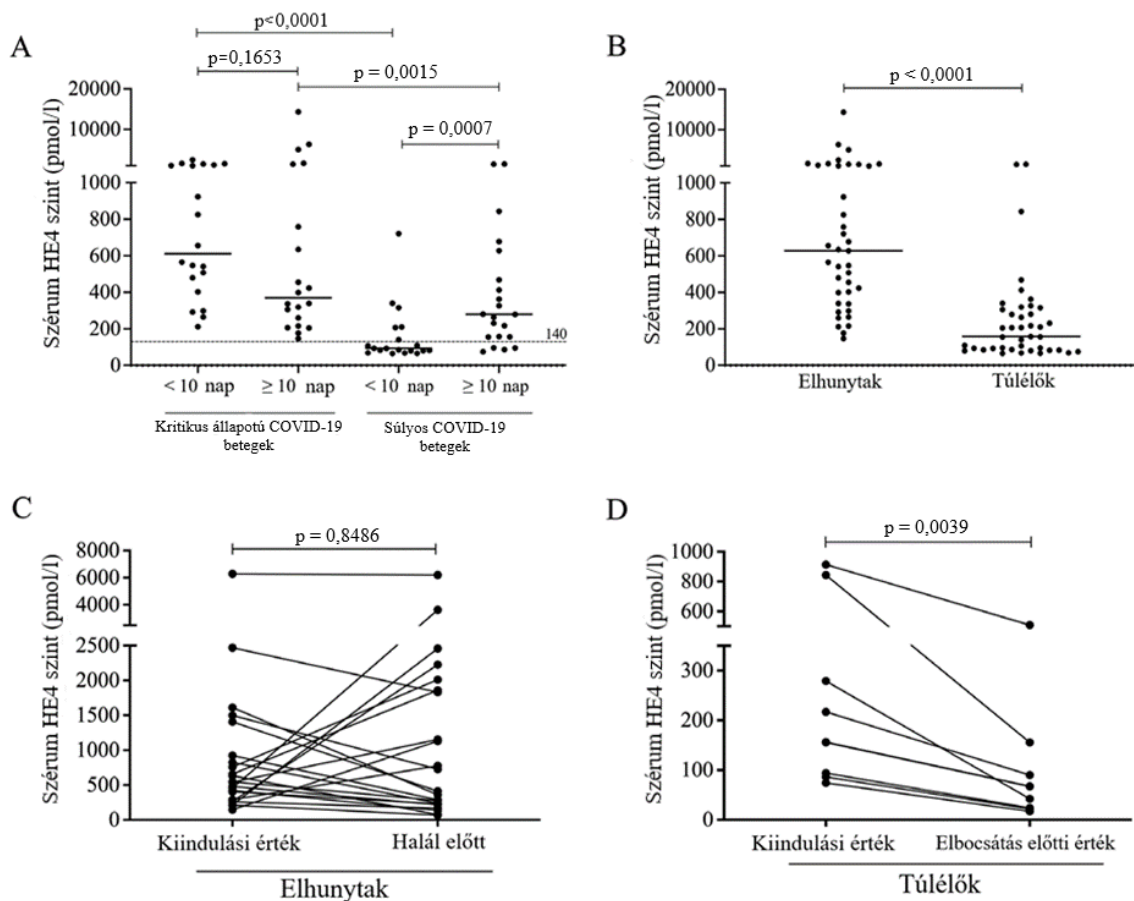 A
p<0,0001
p=0,1653
p = 0,0015
p = 0,0007
Szérum HE4 szint (pmol/l)
20000
10000
1000
800
600
400
200
0
140
< 10 nap
≥ 10 nap
< 10 nap
≥ 10 nap
Kritikus állapotú COVID-19
betegek
Súlyos COVID-19
betegek
B
p < 0,0001
Szérum HE4 szint (pmol/l)
20000
10000
1000
800
600
400
200
0
Elhunytak
Túlélők
C
p = 0,8486
Szérum HE4 szint (pmol/l)
8000
6000
4000
2500
2000
1500
1000
500
0
Kiindulási érték
Halál előtt
Elhunytak
D
p = 0,0039
Szérum HE4 szint (pmol/l)
1000
800
600
300
200
100
0
Kiindulási érték
Elbocsátás előtti érték
Túlélők